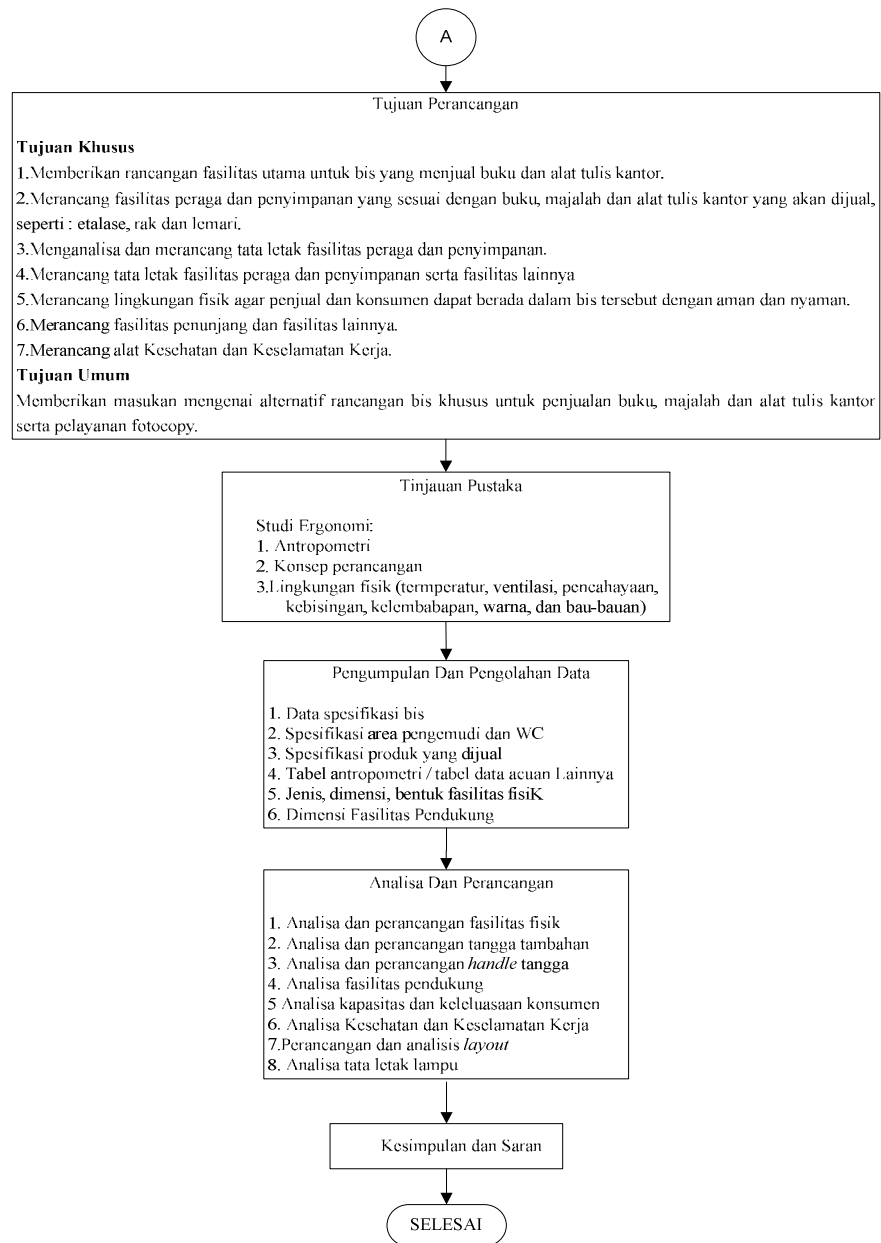 A
Tujuan Perancangan
Tujuan Khusus
1.Memberikan rancangan fasilitas utama untuk bis yang menjual buku dan alat tulis kantor.
2.Merancang fasilitas peraga dan penyimpanan yang sesuai dengan buku, majalah dan alat tulis kantor yang akan dijual,
seperti : etalase, rak dan lemari.
3.Menganalisa dan merancang tata letak fasilitas peraga dan penyimpanan.
4.Merancang tata letak fasilitas peraga dan penyimpanan serta fasilitas lainnya
5.Merancang lingkungan fisik agar penjual dan konsumen dapat berada dalam bis tersebut dengan aman dan nyaman.
6.Merancang fasilitas penunjang dan fasilitas lainnya.
7.Merancang alat Kesehatan dan Keselamatan Kerja.
Tujuan Umum
Memberikan masukan mengenai alternatif rancangan bis khusus untuk penjualan buku, majalah dan alat tulis kantor
serta pelayanan fotocopy.
Tinjauan Pustaka
Studi Ergonomi:
1. Antropometri
2. Konsep perancangan
3.Lingkungan fisik (termperatur, ventilasi, pencahayaan,
kebisingan, kelembabapan, warna, dan bau-bauan)
Pengumpulan Dan Pengolahan Data
1. Data spesifikasi bis
2. Spesifikasi area pengemudi dan WC
3. Spesifikasi produk yang dijual
4. Tabel antropometri / tabel data acuan Lainnya
5. Jenis, dimensi, bentuk fasilitas fisiK
6. Dimensi Fasilitas Pendukung
Analisa Dan Perancangan
1. Analisa dan perancangan fasilitas fisik
2. Analisa dan perancangan tangga tambahan
3. Analisa dan perancangan handle tangga
4. Analisa fasilitas pendukung
5 Analisa kapasitas dan keleluasaan konsumen
6. Analisa Kesehatan dan Keselamatan Kerja
7.Perancangan dan analisis layout
8. Analisa tata letak lampu
Kesimpulan dan Saran
SELESAI